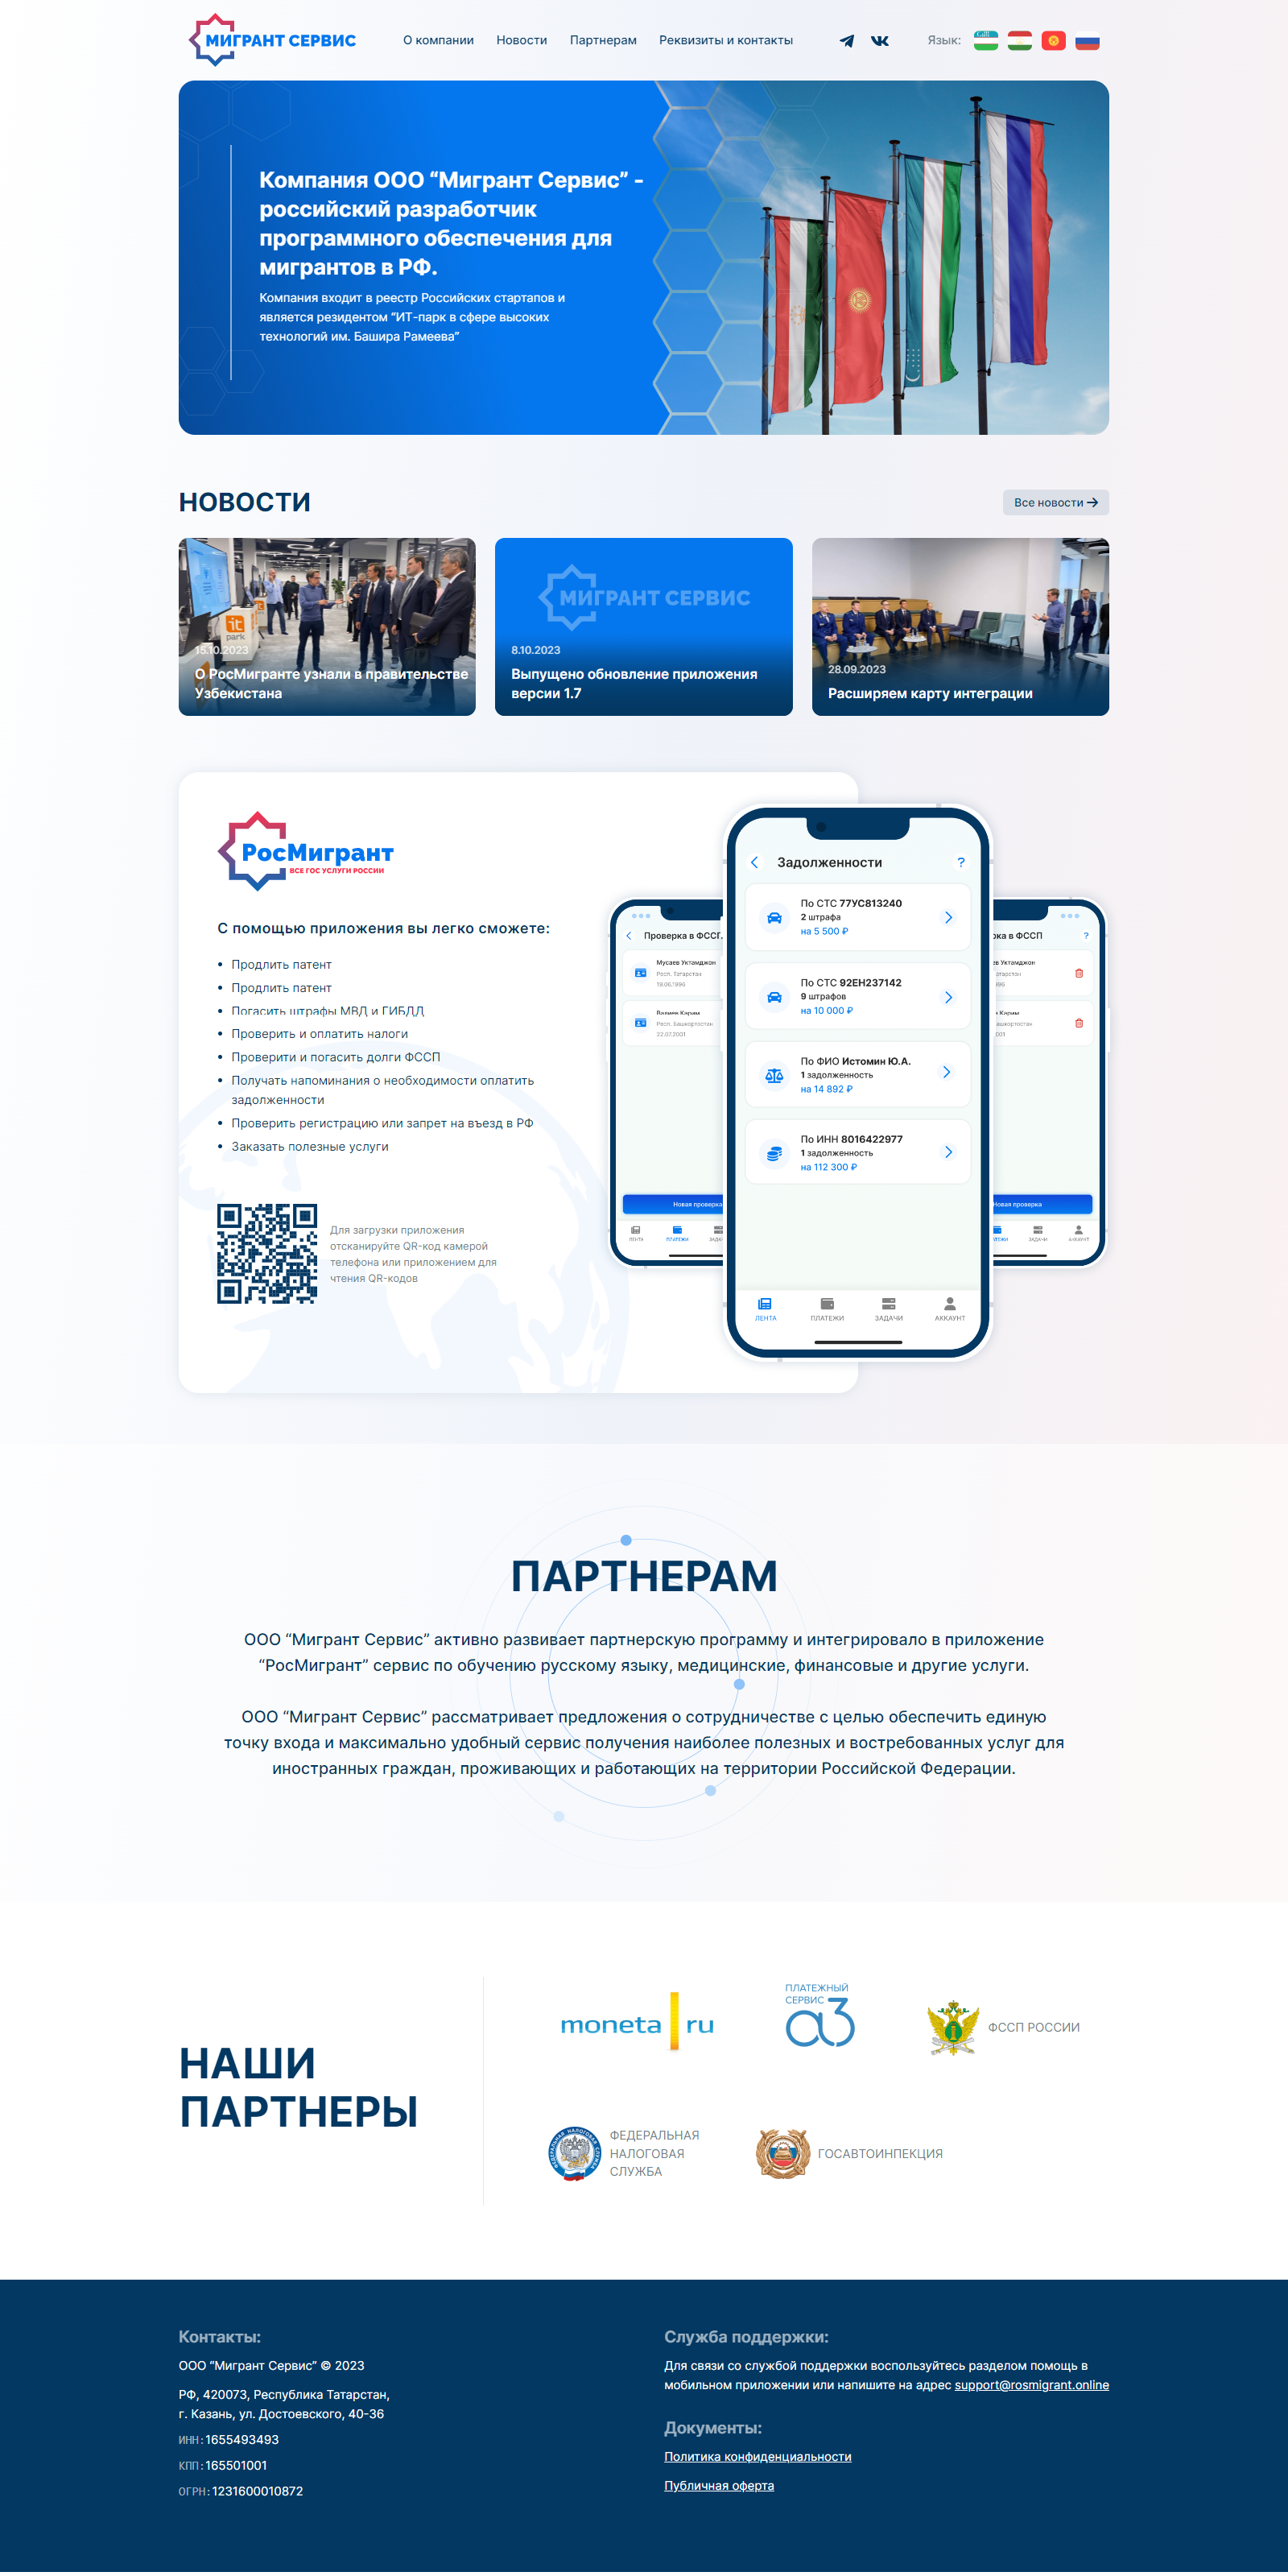 МИГРАНТ СЕРВИС
О компании
Новости
Партнерам
Реквизиты и контакты
Язык:
Компания ООО “Мигрант Сервис” -
российский разработчик
программного обеспечения для
мигрантов в РФ.
Компания входит в реестр Российских стартапов и
является резидентом “ИТ-парк в сфере высоких
технологий им. Башира Рамеева”
НОВОСТИ
Все новости
it
park
15.10.2023
О РосМигранте узнали в правительстве
Узбекистана
МИГРАНТ СЕРВИС
8.10.2023
Выпущено обновление приложения
версии 1.7
28.09.2023
Расширяем карту интеграции
РосМигрант
ВСЕ ГОС УСЛУГИ РОССИИ
С помощью приложения вы легко сможете:
• Продлить патент
• Продлить патент
• Погасить штрафы МВД и ГИБДД
• Проверить и оплатить налоги
• Проверити и погасить долги ФССП
• Получать напоминания о необходимости оплатить
задолженности
• Проверить регистрацию или запрет на въезд в РФ
• Заказать полезные услуги
Для загрузки приложения
отсканируйте QR-код камерой
телефона или приложением для
чтения QR-кодов
Проверка в ФССГ.
Мусаев Уктамджон
Респ. Татарстан
18.06.1996
Валиев Карим
Респ. Башкортостан
22.07.2001
Новая проверка
ЛЕНТА
ПЛАТЕЖИ
ЗАДА
Задолженности
?
По СТС 77УС813240
2 штрафа
на 5 500 ₽
По СТС 92ЕН237142
9 штрафов
на 10 000 ₽
По ФИО Истомин Ю.А.
1 задолженность
на 14 892 ₽
По ИНН 8016422977
1 задолженность
на 112 300 ₽
ЛЕНТА
ПЛАТЕЖИ
ЗАДАЧИ
АККАУНТ
ка в ФССП
?
в Уктамджон
атарстан
996
Карим
ашкортостан
001
Новая проверка
ЗАДАЧИ
АККАУНТ
ПАРТНЕРАМ
ООО “Мигрант Сервис” активно развивает партнерскую программу и интегрировало в приложение
“РосМигрант” сервис по обучению русскому языку, медицинские, финансовые и другие услуги.
ООО “Мигрант Сервис” рассматривает предложения о сотрудничестве с целью обеспечить единую
точку входа и максимально удобный сервис получения наиболее полезных и востребованных услуг для
иностранных граждан, проживающих и работающих на территории Российской Федерации.
НАШИ
ПАРТНЕРЫ
moneta ru
ПЛАТЕЖНЫЙ
СЕРВИС
а3
ФССП РОССИИ
ФЕДЕРАЛЬНАЯ
НАЛОГОВАЯ
СЛУЖБА
ГОСАВТОИНПЕКЦИЯ
Контакты:
ООО “Мигрант Сервис” © 2023
РФ, 420073, Республика Татарстан,
г. Казань, ул. Достоевского, 40-36
ИНН:1655493493
КПП:165501001
ОГРН:1231600010872
Служба поддержки:
Для связи со службой поддержки воспользуйтесь разделом помощь в
мобильном приложении или напишите на адрес support@rosmigrant.online
Документы:
Политика конфиденциальности
Публичная оферта